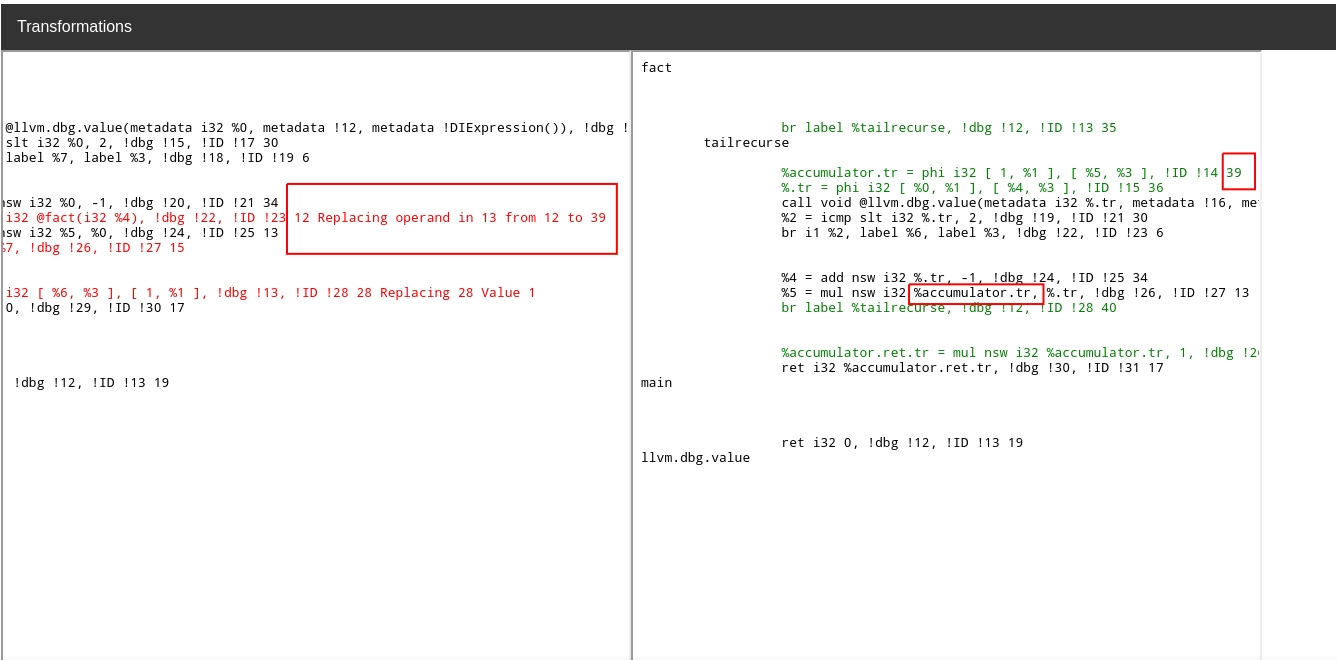 Transformations
@llvm.dbg.value(metadata i32 %0, metadata !12, metadata !DIExpression()), !dbg !
slt i32 %0, 2, !dbg !15, !ID !17 30
label %7, label %3, !dbg !18, !ID !19 6
nsw i32 %0, -1, !dbg !20, !ID !21 34
i32 @fact(i32 %4), !dbg !22, !ID !23 12 Replacing operand in 13 from 12 to 39
nsw i32 %5, %0, !dbg !24, !ID !25 13
%7, !dbg !26, !ID !27 15
i32 [ %6, %3 ], [ 1, %1 ], !dbg !13, !ID !28 28 Replacing 28 Value 1
0, !dbg !29, !ID !30 17
!dbg !12, !ID !13 19
fact
br label %tailrecurse, !dbg !12, !ID !13 35
tailrecurse
%accumulator.tr = phi i32 [ 1, %1 ], [ %5, %3 ], !ID !14 39
%.tr = phi i32 [ %0, %1 ], [ %4, %3 ], !ID !15 36
call void @llvm.dbg.value(metadata i32 %.tr, metadata !16, me
%2 = icmp slt i32 %.tr, 2, !dbg !19, !ID !21 30
br i1 %2, label %6, label %3, !dbg !22, !ID !23 6
%4 = add nsw i32 %.tr, -1, !dbg !24, !ID !25 34
%5 = mul nsw i32 %accumulator.tr, %.tr, !dbg !26, !ID !27 13
br label %tailrecurse, !dbg !12, !ID !28 40
%accumulator.ret.tr = mul nsw i32 %accumulator.tr, 1, !dbg !2
ret i32 %accumulator.ret.tr, !dbg !30, !ID !31 17
main
ret i32 0, !dbg !12, !ID !13 19
llvm.dbg.value